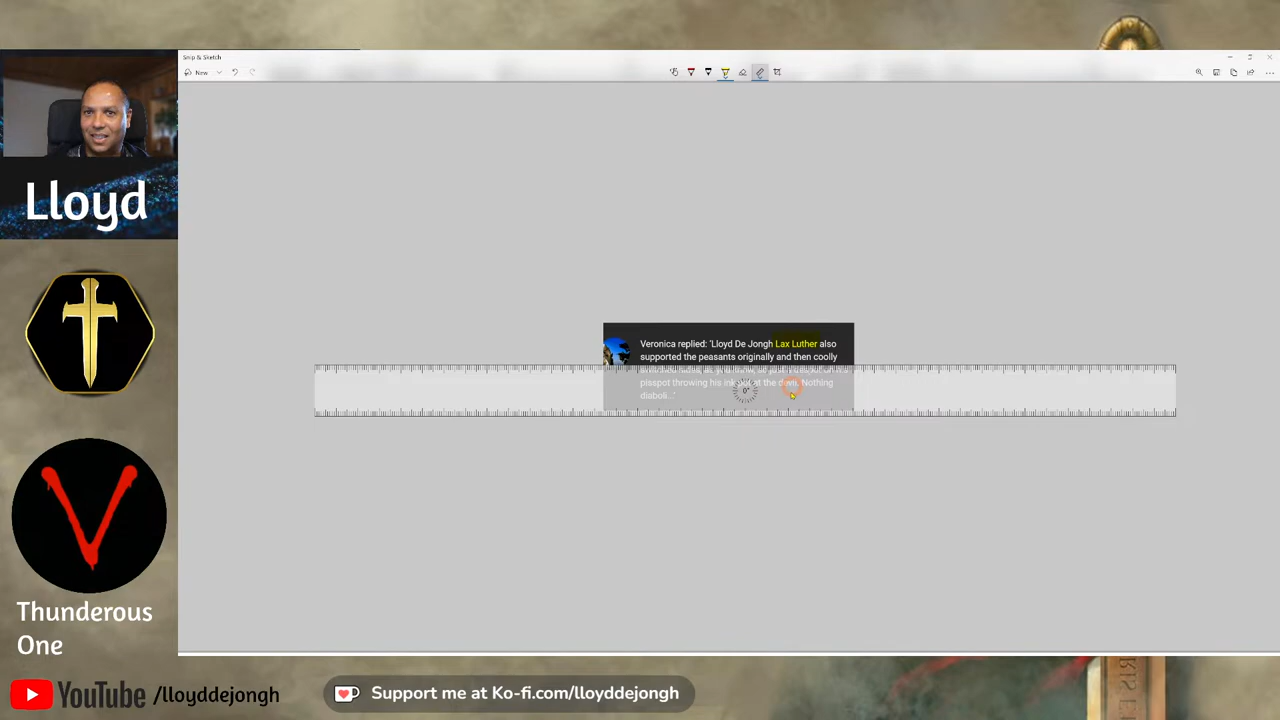 Snip & Sketch
New
Lloyd
Veronica replied: 'Lloyd De Jongh Lax Luther also
supported the peasants originally and then coolly
pisspot throwing his ink at the devil. Nothing
diaboli...'
0°
Thunderous
One
YouTube /lloyddejongh
Support me at Ko-fi.com/lloyddejongh